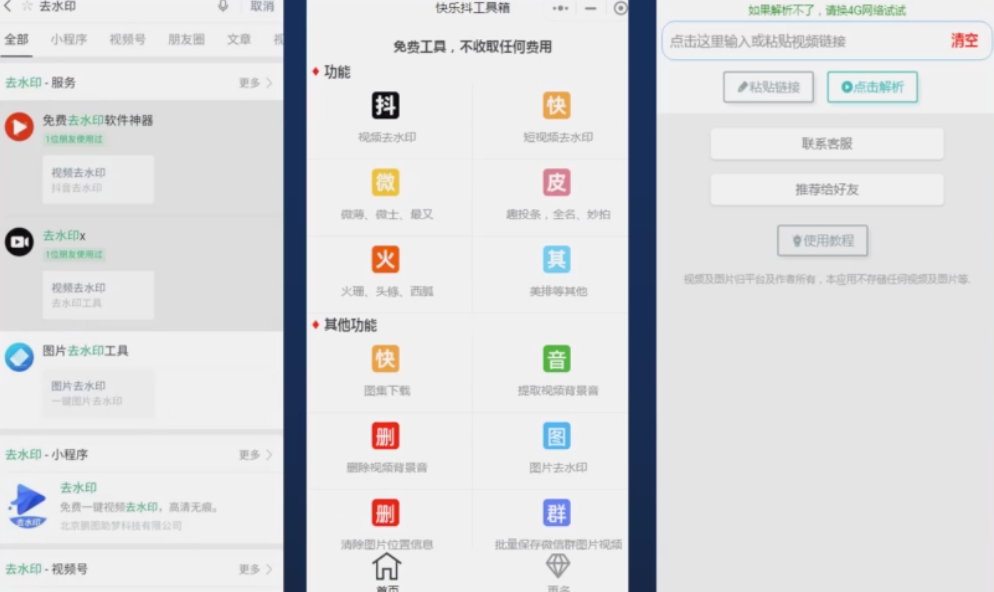 去水印
取消
全部
小程序
视频号
朋友圈
文章
视
去水印 - 服务
更多
免费去水印软件神器
1位朋友使用过
视频去水印
抖音去水印
去水印x
1位朋友使用过
视频去水印
去水印工具
图片去水印工具
图片去水印
一键图片去水印
去水印 - 小程序
更多
去水印
去水印
免费一键视频去水印，高清无痕。
北京鹏图助梦科技有限公司
去水印 - 视频号
更多
快乐抖工具箱
免费工具，不收取任何费用
功能
抖
视频去水印
快
短视频去水印
微
微薄、微士、最又
皮
趣投条，全名、妙拍
火
火珊、头條、西瓠
其
美排等其他
其他功能
快
图集下载
音
提取视频背景音
删
删除视频背景音
图
图片去水印
删
清除图片位置信息
群
批量保存微信群图片视频
首页
更多
如果解析不了，请换4G网络试试
点击这里输入或粘贴视频链接
清空
粘贴链接
点击解析
联系客服
推荐给好友
使用教程
视频及图片归平台及作者所有，本应用不存储任何视频及图片等.